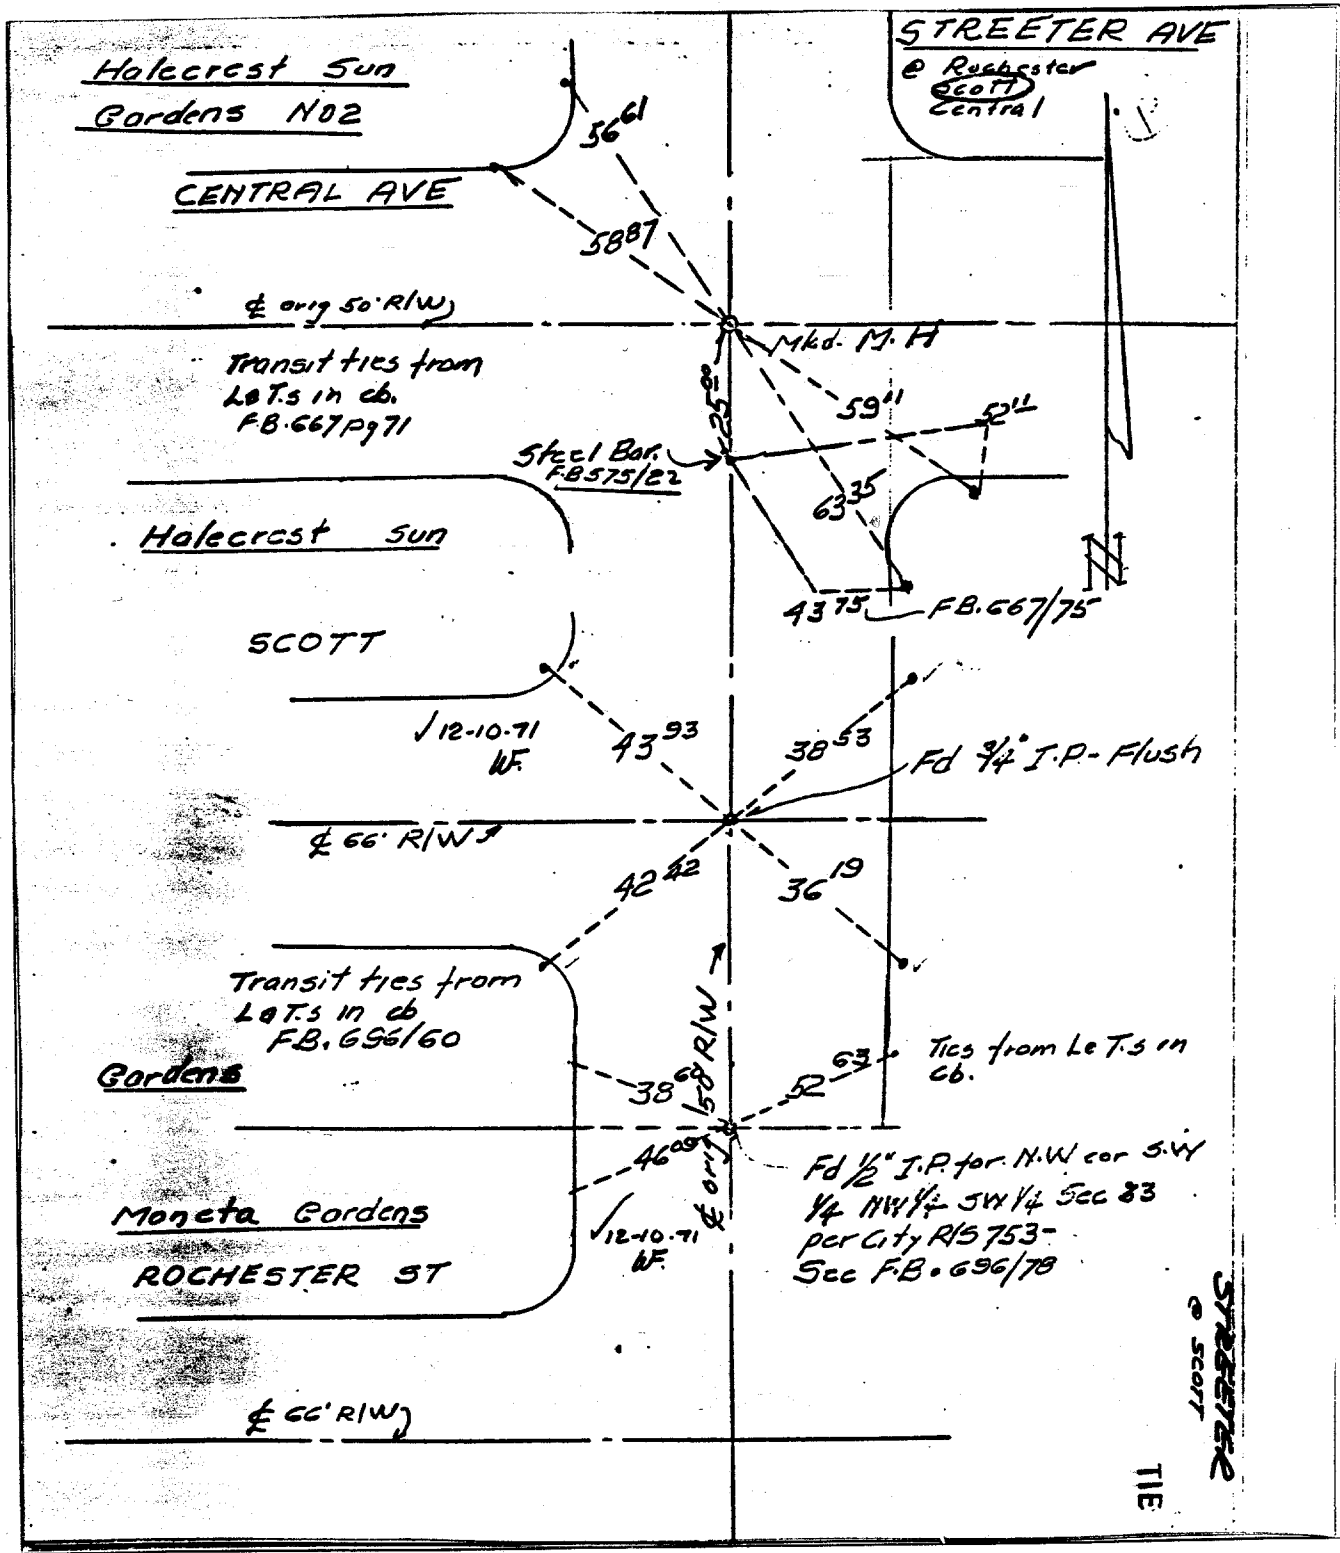 Halecrest Sun
Gardens NO2
STREETER AVE
@ Rochester
Scott
Central
56 61
CENTRAL AVE
58 87
℄ orig 50' R/W
Mkd. M.H
Transit ties from
L&T.s in cb.
F.B. 667 pg 71
25 00
59 11
52 11
Steel Bar.
F.B 575/22
63 35
Halecrest Sun
43 75
F.B. 667/75
SCOTT
✓ 12-10-71
WF.
43 93
38 53
Fd 3/4" I.P - Flush
℄ 66' R/W
42 42
36 19
Transit ties from
L&T.s in cb
F.B. 696/60
℄ orig 58' R/W
Gardens
38
52 63
Ties from L&T.s in
cb.
46 09
Fd 1/2" I.P. for N.W cor S.W
1/4 NW 1/4 SW 1/4 Sec 33
per City R/S 753-
See F.B. 696/78
Moneta Gardens
✓ 12-10-71
WF.
ROCHESTER ST
℄ 66' R/W
STREETER
@ SCOTT
TIE